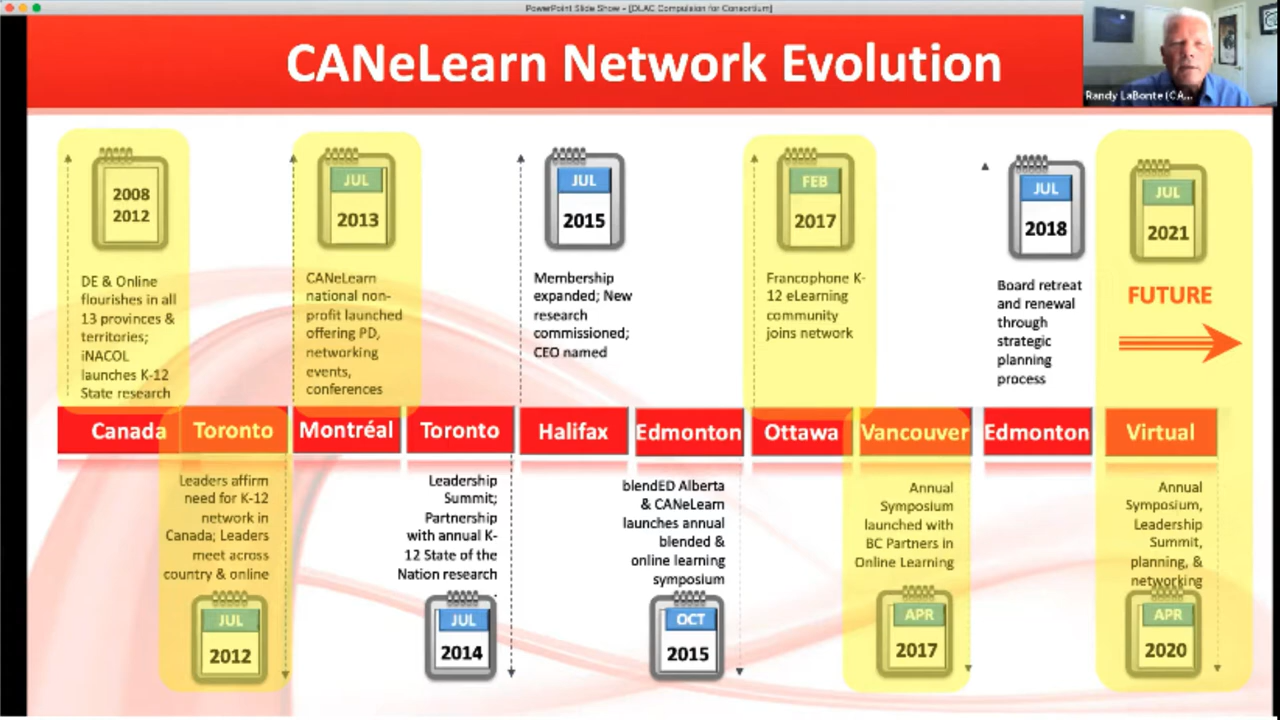 PowerPoint Slide Show - [DLAC Compulsion for Consortium]
CANeLearn Network Evolution
Randy LaBonte (CA...
2008
2012
DE & Online
flourishes in all
13 provinces &
territories;
iNACOL
launches K-12
State research
JUL
2013
CANeLearn
national non-
profit launched
offering PD,
networking
events,
conferences
JUL
2015
Membership
expanded; New
research
commissioned;
CEO named
FEB
2017
Francophone K-
12 eLearning
community
joins network
JUL
2018
Board retreat
and renewal
through
strategic
planning
process
JUL
2021
FUTURE
Canada
Toronto
Montréal
Toronto
Halifax
Edmonton
Ottawa
Vancouver
Edmonton
Virtual
Leaders affirm
need for K-12
network in
Canada; Leaders
meet across
country & online
JUL
2012
Leadership
Summit;
Partnership
with annual K-
12 State of the
Nation research
.
JUL
2014
blendED Alberta
& CANeLearn
launches annual
blended &
online learning
symposium
OCT
2015
Annual
Symposium
launched with
BC Partners in
Online Learning
APR
2017
Annual
Symposium,
Leadership
Summit,
planning, &
networking
APR
2020